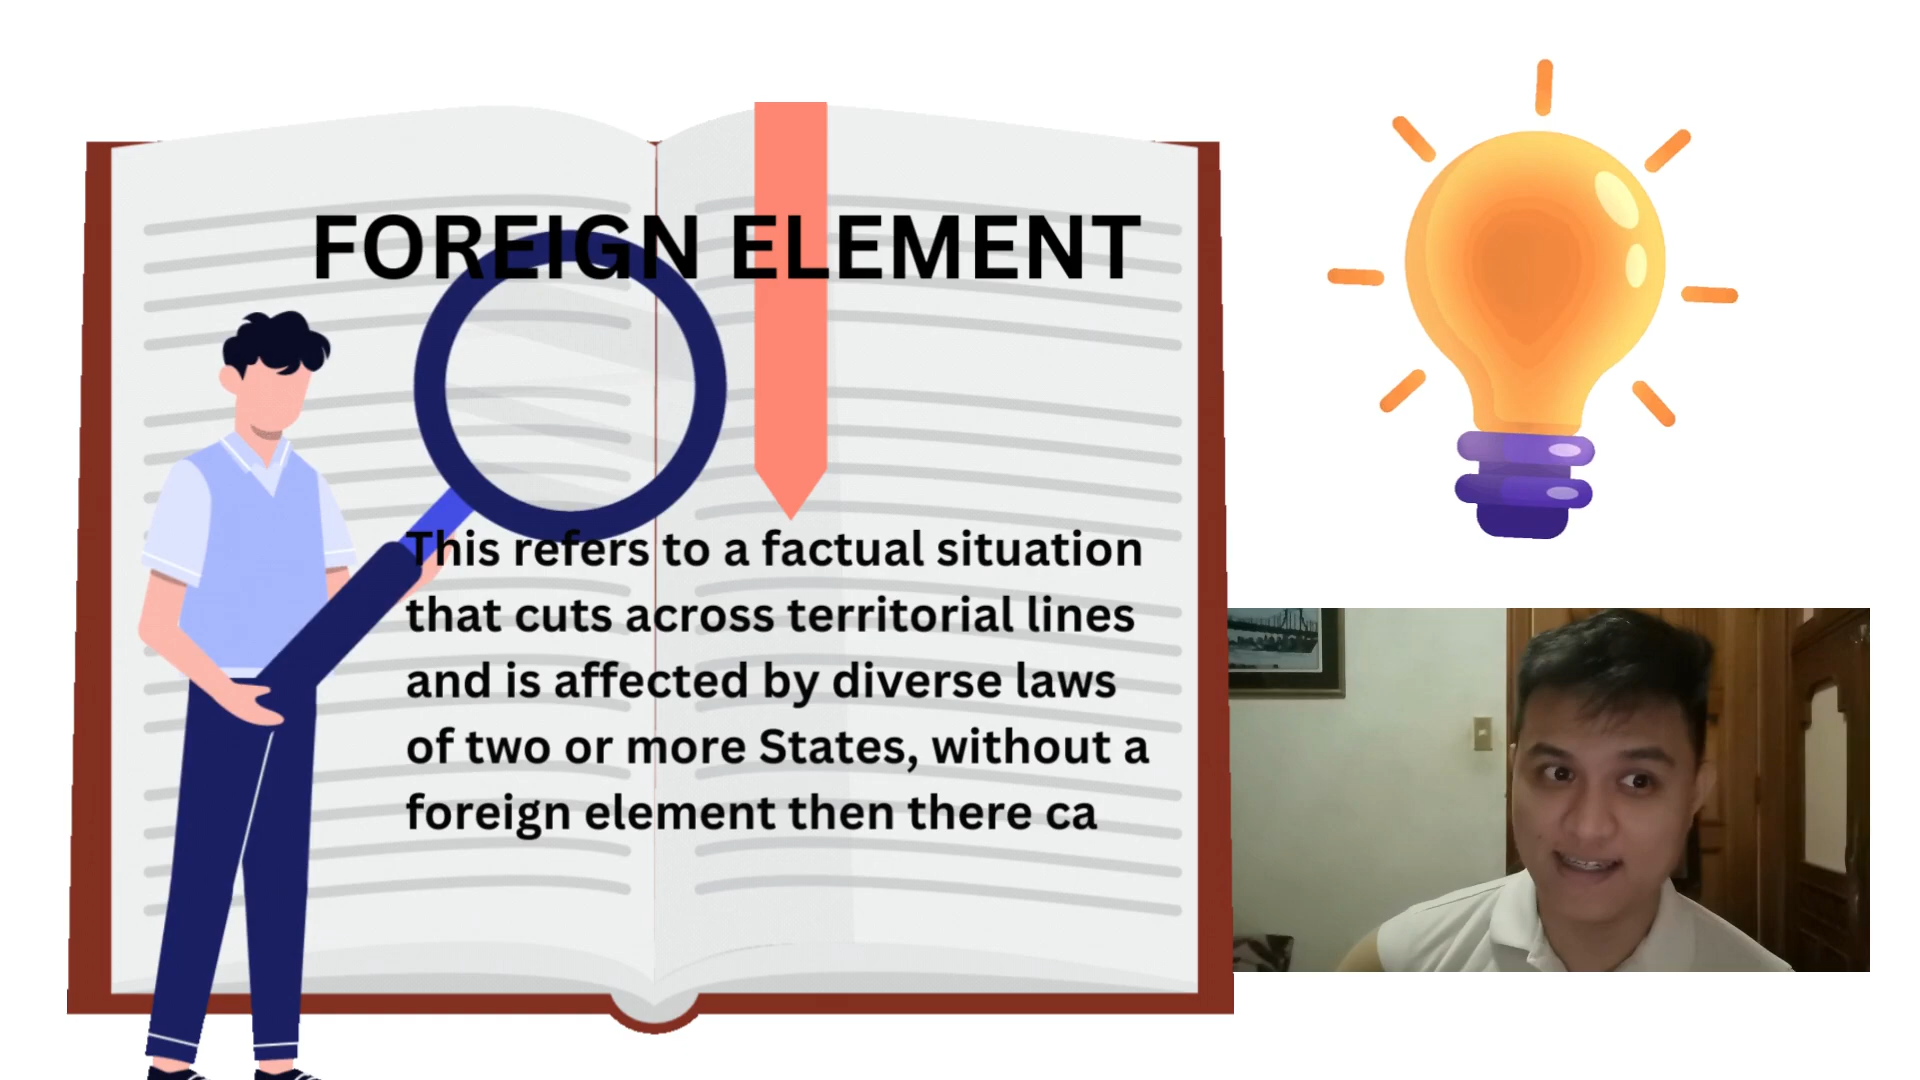 FOREIGN ELEMENT
This refers to a factual situation
that cuts across territorial lines
and is affected by diverse laws
of two or more States, without a
foreign element then there ca